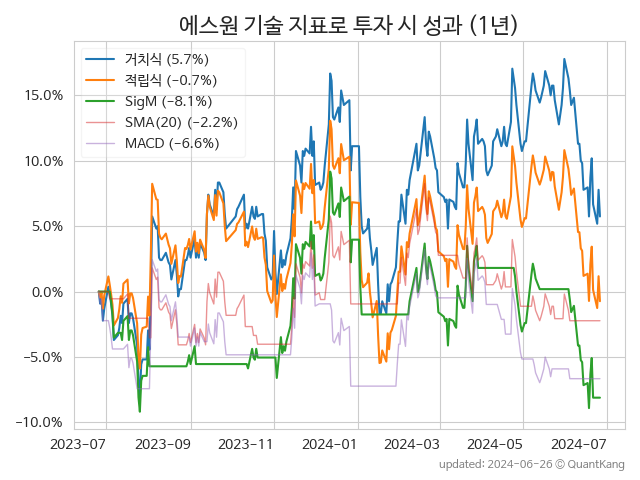 에스원 기술 지표로 투자 시 성과 (1년)
거치식 (5.7%)
적립식 (−0.7%)
SigM (−8.1%)
SMA(20) (−2.2%)
MACD (−6.6%)
15.0%
10.0%
5.0%
0.0%
−5.0%
−10.0%
2023-07 2023-09 2023-11 2024-01 2024-03 2024-05 2024-07
updated: 2024-06-26 ⓒ QuantKang